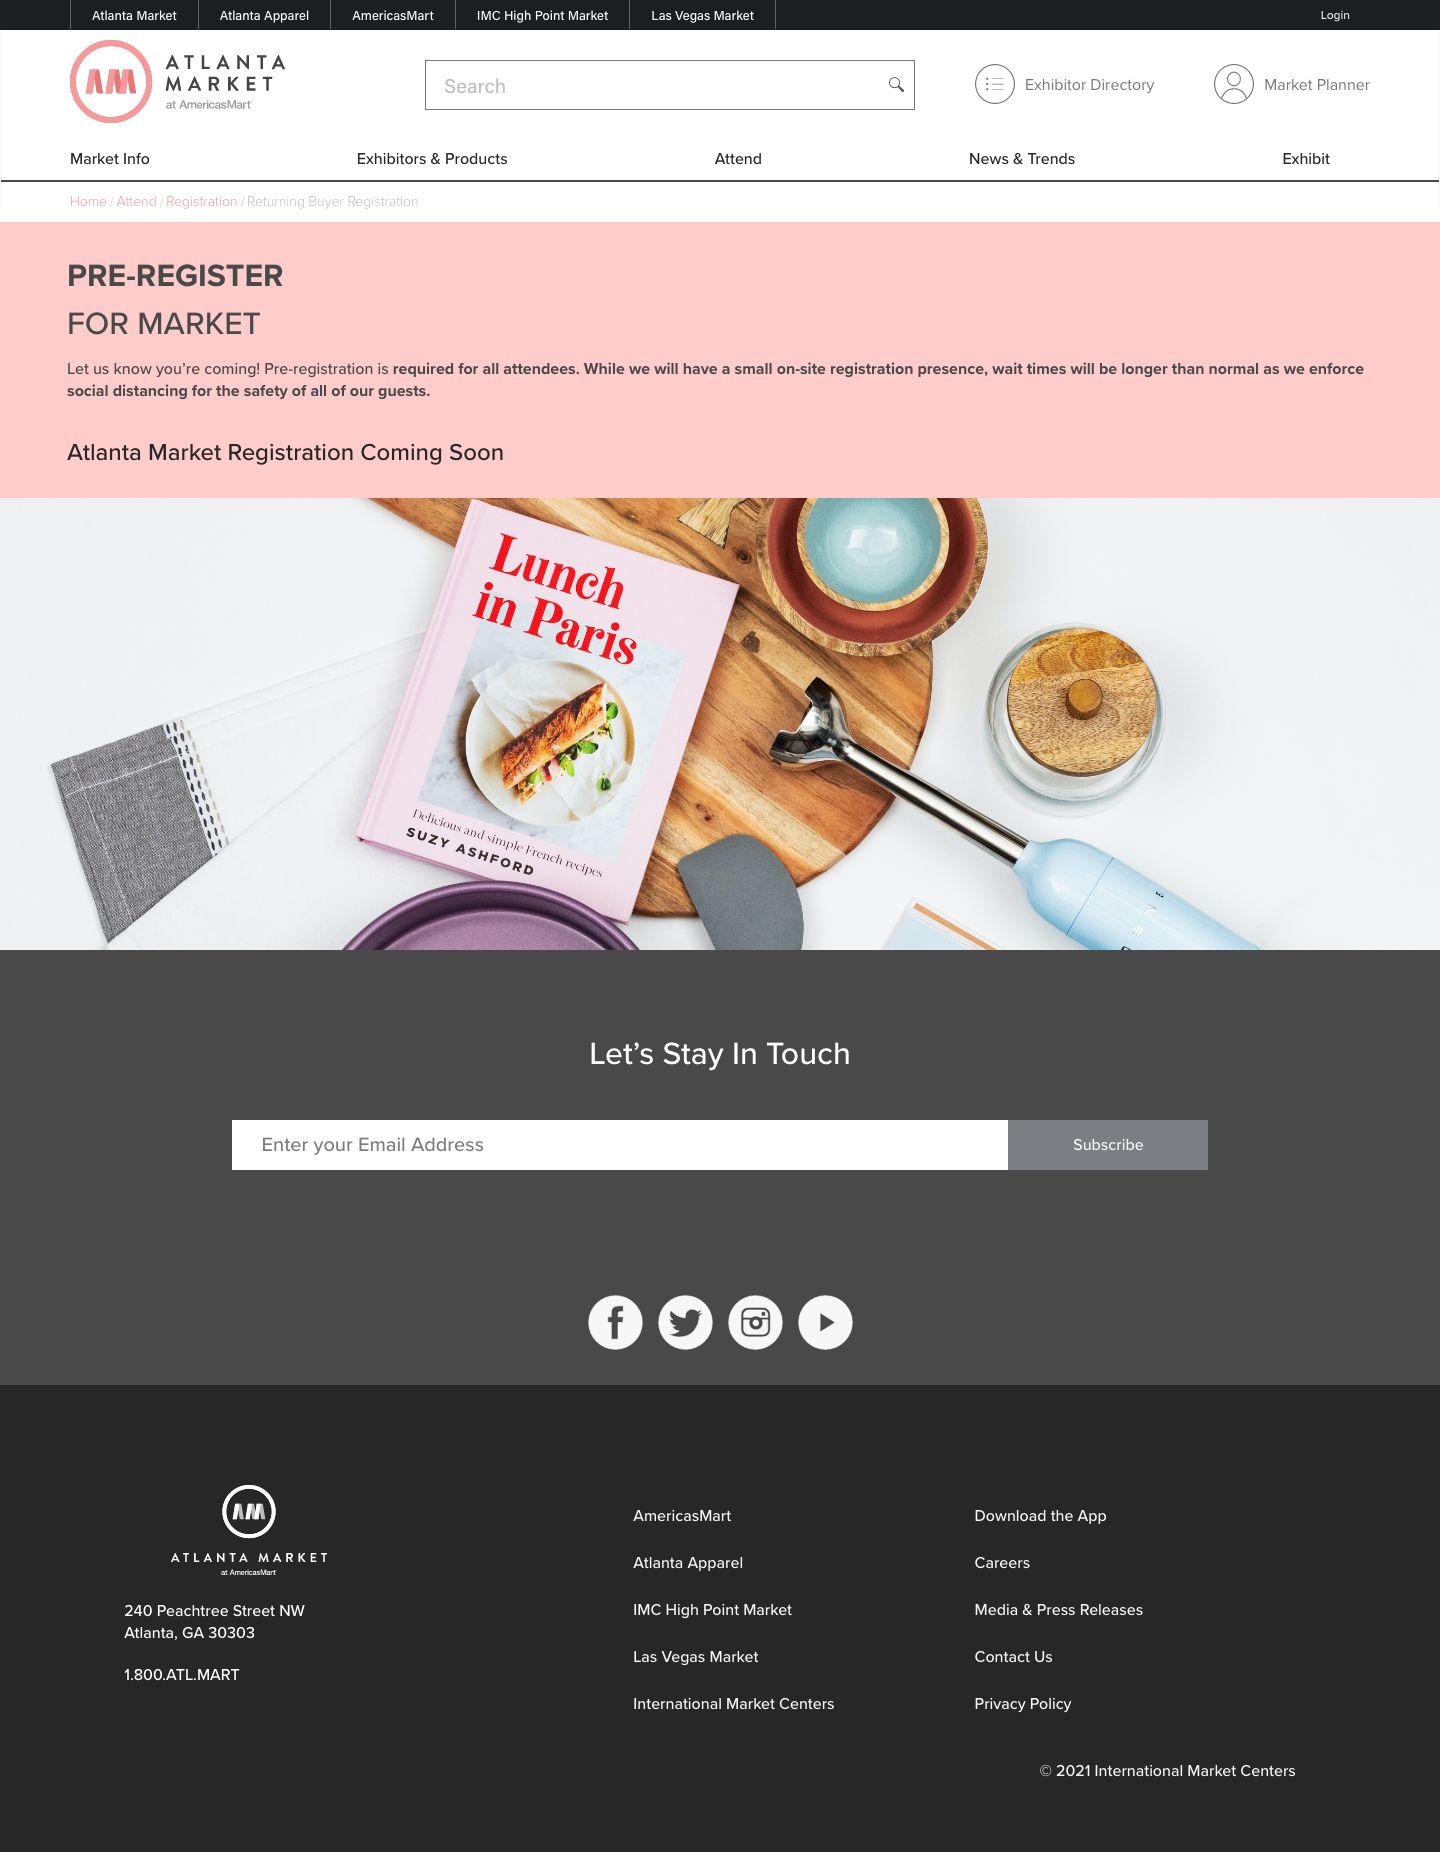 Atlanta Market
Atlanta Apparel
AmericasMart
IMC High Point Market
Las Vegas Market
Login
AM
ATLANTA
MARKET
at AmericasMart
Search
Exhibitor Directory
Market Planner
Market Info
Exhibitors & Products
Attend
News & Trends
Exhibit
Home / Attend / Registration / Returning Buyer Registration
PRE-REGISTER
FOR MARKET
Let us know you’re coming! Pre-registration is required for all attendees. While we will have a small on-site registration presence, wait times will be longer than normal as we enforce
social distancing for the safety of all of our guests.
Atlanta Market Registration Coming Soon
Lunch
in Paris
Delicious and simple French recipes
SUZY ASHFORD
Let’s Stay In Touch
Enter your Email Address
Subscribe
AM
ATLANTA MARKET
at AmericasMart
240 Peachtree Street NW
Atlanta, GA 30303
1.800.ATL.MART
AmericasMart
Atlanta Apparel
IMC High Point Market
Las Vegas Market
International Market Centers
Download the App
Careers
Media & Press Releases
Contact Us
Privacy Policy
© 2021 International Market Centers